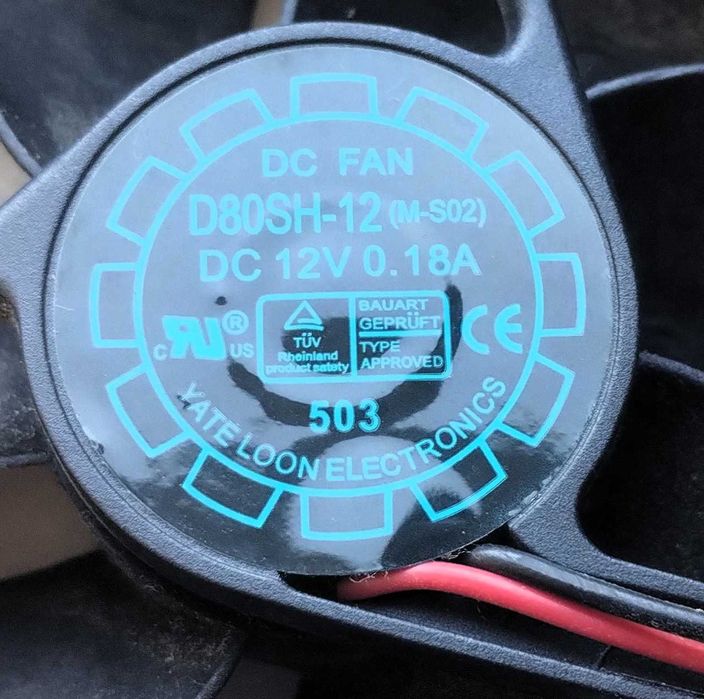 DC FAN
D80SH-12 (M-S02)
DC 12V 0.18A
c RU® US
TÜV
Rheinland
product safety
BAUART
GEPRÜFT
TYPE
APPROVED
CE
503
YATE LOON ELECTRONICS